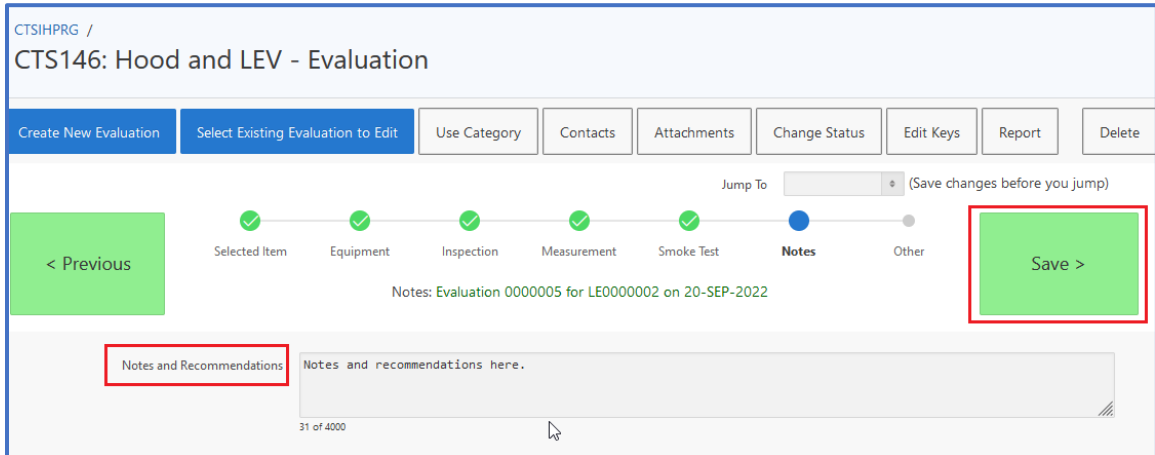 CTSIHPRG /
CTS146: Hood and LEV - Evaluation
Create New Evaluation Select Existing Evaluation to Edit Use Category Contacts Attachments Change Status Edit Keys Report Delete
Jump To (Save changes before you jump)
< Previous
Selected Item Equipment Inspection Measurement Smoke Test Notes Other
Save >
Notes: Evaluation 0000005 for LE0000002 on 20-SEP-2022
Notes and Recommendations Notes and recommendations here.
31 of 4000